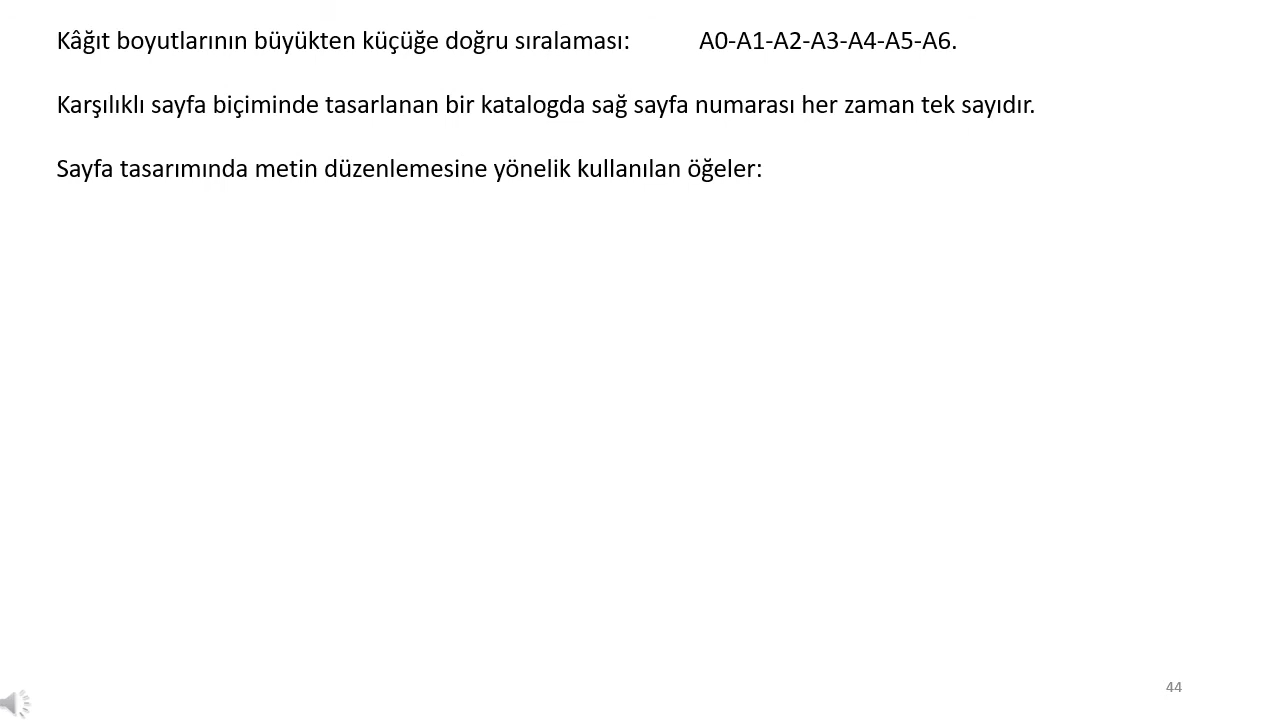 Kâğıt boyutlarının büyükten küçüğe doğru sıralaması: A0-A1-A2-A3-A4-A5-A6.
Karşılıklı sayfa biçiminde tasarlanan bir katalogda sağ sayfa numarası her zaman tek sayıdır.
Sayfa tasarımında metin düzenlemesine yönelik kullanılan öğeler:
44